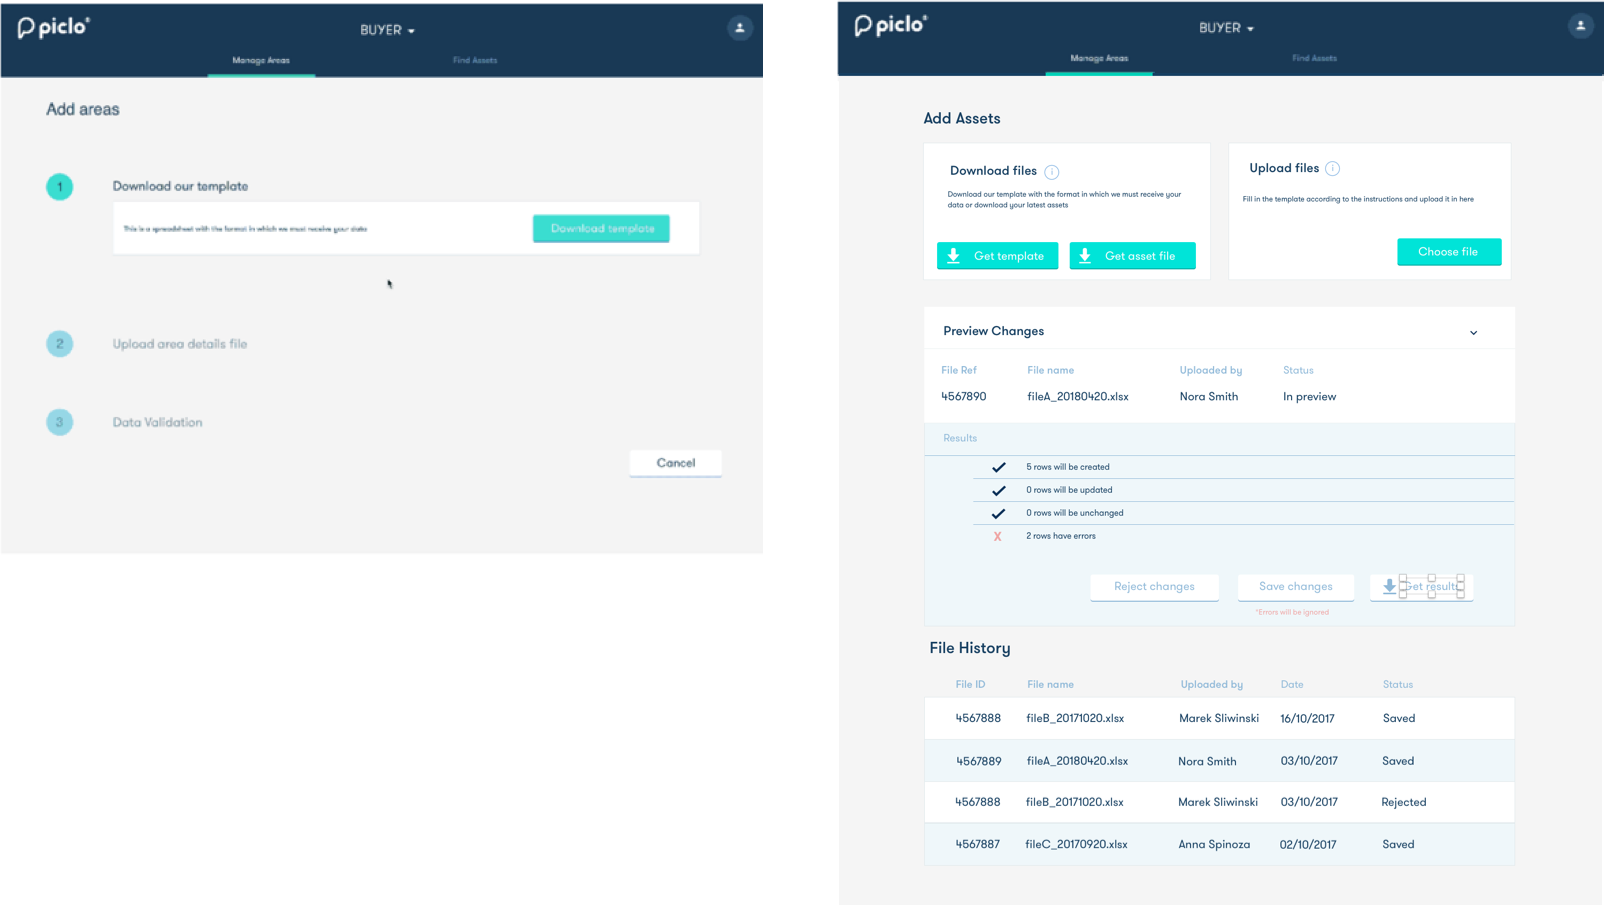 piclo®
BUYER
Manage Areas
Find Assets
Add areas
1
Download our template
This is a spreadsheet with the format in which we must receive your data
Download template
2
Upload area details file
3
Data Validation
Cancel
piclo®
BUYER
Manage Areas
Find Assets
Add Assets
Download files i
Download our template with the format in which we must receive your
data or download your latest assets
Get template
Get asset file
Upload files i
Fill in the template according to the instructions and upload it in here
Choose file
Preview Changes
File Ref File name Uploaded by Status
4567890 fileA_20180420.xlsx Nora Smith In preview
Results
5 rows will be created
0 rows will be updated
0 rows will be unchanged
X 2 rows have errors
Reject changes
Save changes
Get results
*Errors will be ignored
File History
File ID File name Uploaded by Date Status
4567888 fileB_20171020.xlsx Marek Sliwinski 16/10/2017 Saved
4567889 fileA_20180420.xlsx Nora Smith 03/10/2017 Saved
4567888 fileB_20171020.xlsx Marek Sliwinski 03/10/2017 Rejected
4567887 fileC_20170920.xlsx Anna Spinoza 02/10/2017 Saved